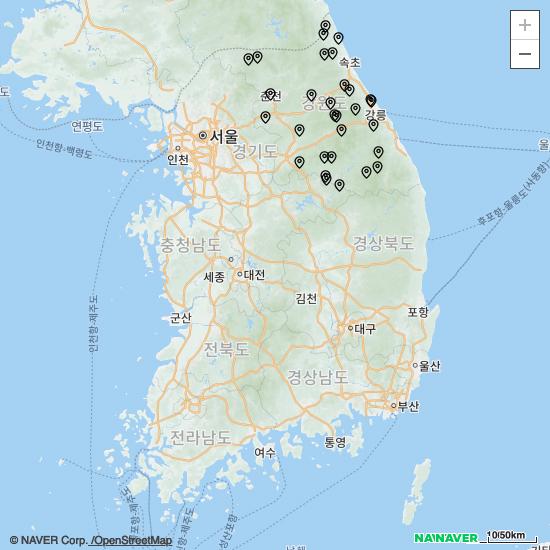 +
−
속초
춘천
강원도
강릉
연평도
서울
인천항-백령도
인천
경기도
울
후포항-울릉도(사동항)
충청남도
경상북도
세종
대전
인천항-제주도
김천
군산
포항
대구
전북도
경상남도
울산
부산
전라남도
통영
여수
© NAVER Corp. /OpenStreetMap
NAVER
10/50km